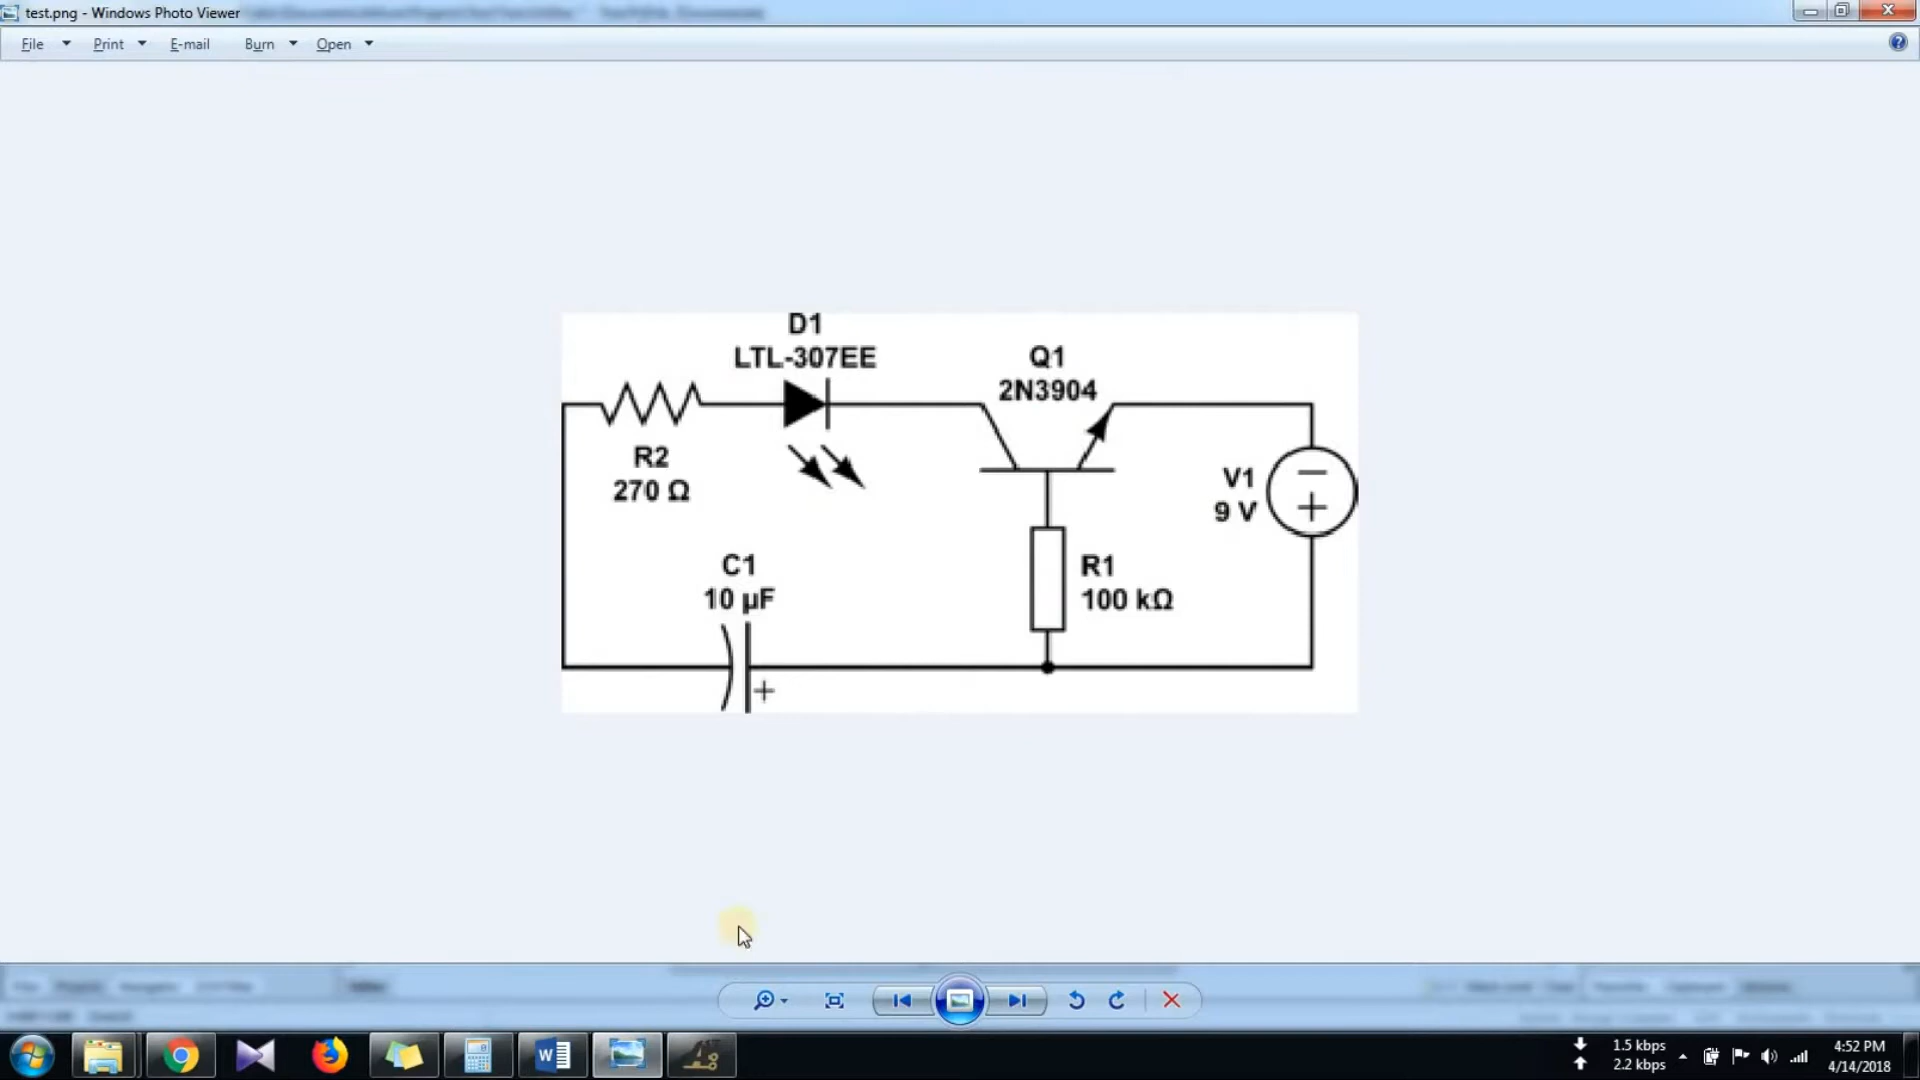 test.png - Windows Photo Viewer
File Print E-mail Burn Open
D1
LTL-307EE
Q1
2N3904
R2
270 Ω
V1
9 V
C1
10 µF
R1
100 kΩ
+
1.5 kbps
2.2 kbps
4:52 PM
4/14/2018